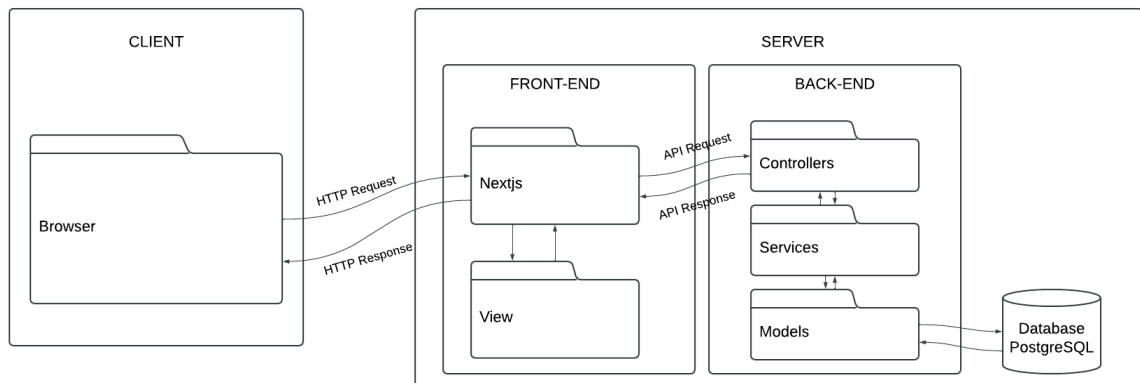 CLIENT
SERVER
FRONT-END
BACK-END
Browser
HTTP Request
HTTP Response
Nextjs
View
API Request
API Response
Controllers
Services
Models
Database
PostgreSQL